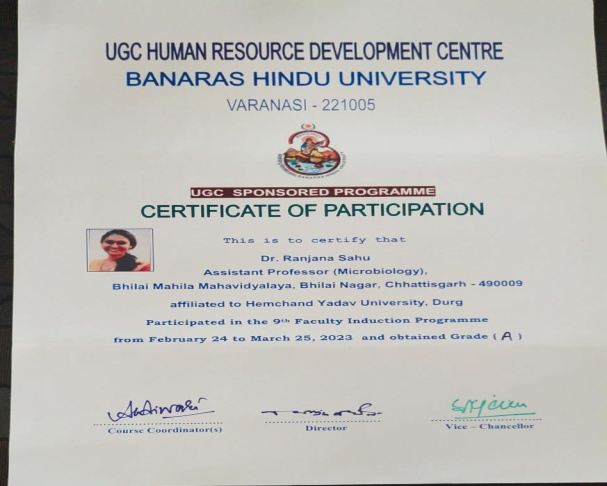 UGC HUMAN RESOURCE DEVELOPMENT CENTRE
BANARAS HINDU UNIVERSITY
VARANASI - 221005
UGC SPONSORED PROGRAMME
CERTIFICATE OF PARTICIPATION
This is to certify that
Dr. Ranjana Sahu
Assistant Professor (Microbiology),
Bhilai Mahila Mahavidyalaya, Bhilai Nagar, Chhattisgarh - 490009
affiliated to Hemchand Yadav University, Durg
Participated in the 9th Faculty Induction Programme
from February 24 to March 25, 2023 and obtained Grade ( A )
Course Coordinator(s)
Director
Vice – Chancellor